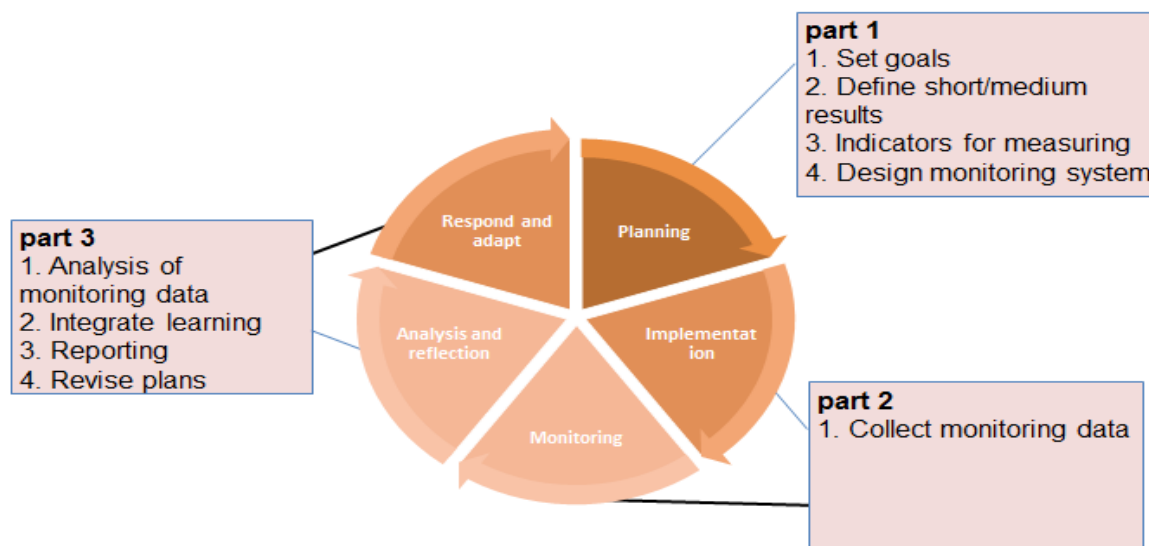 part 1
1. Set goals
2. Define short/medium
results
3. Indicators for measuring
4. Design monitoring system
Respond and
adapt
Planning
part 3
1. Analysis of
monitoring data
2. Integrate learning
3. Reporting
4. Revise plans
Analysis and
reflection
Implementat
ion
Monitoring
part 2
1. Collect monitoring data